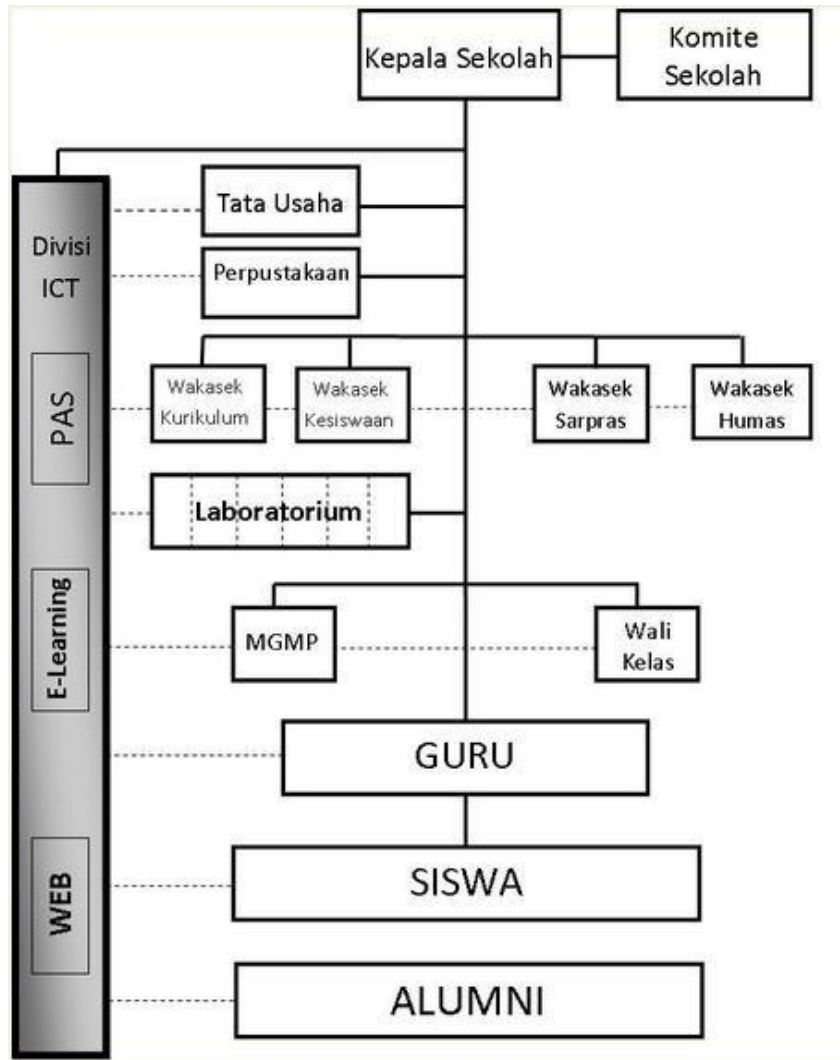 Kepala Sekolah
Komite
Sekolah
Tata Usaha
Divisi
ICT
Perpustakaan
PAS
Wakasek
Kurikulum
Wakasek
Kesiswaan
Wakasek
Sarpras
Wakasek
Humas
Laboratorium
E-Learning
MGMP
Wali
Kelas
GURU
WEB
SISWA
ALUMNI